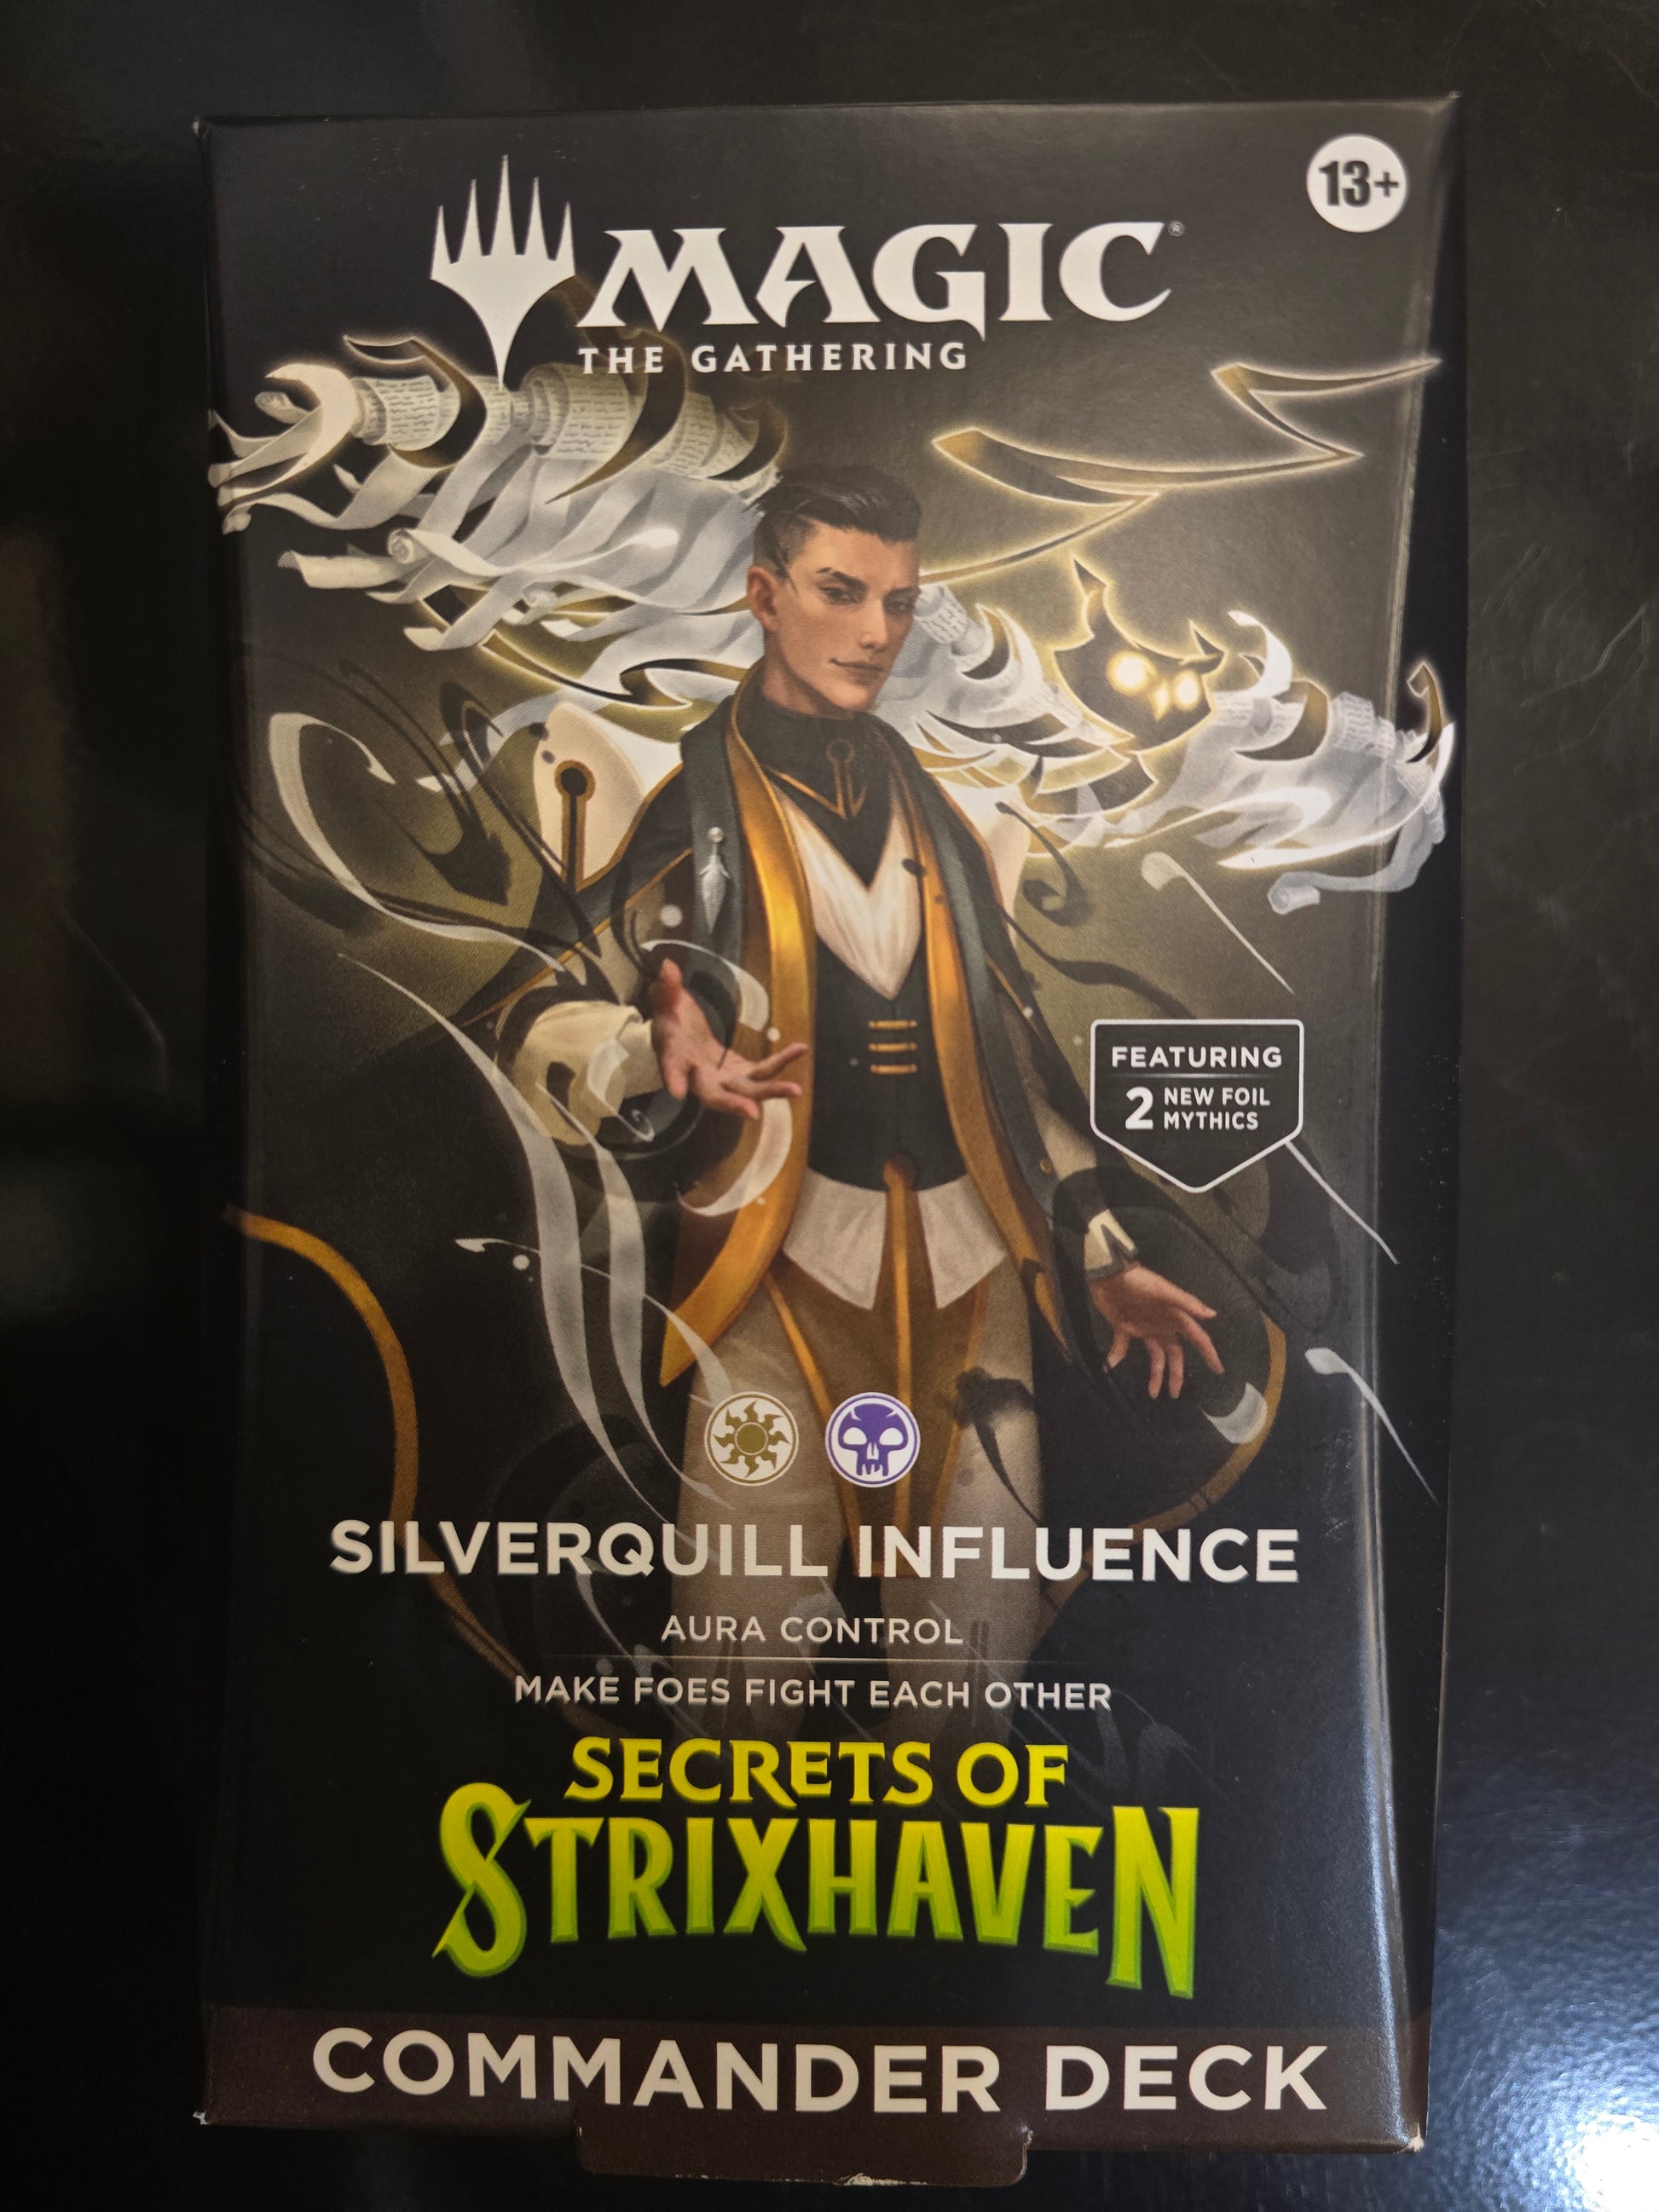 13+
MAGIC®
THE GATHERING
FEATURING
2 NEW FOIL
MYTHICS
SILVERQUILL INFLUENCE
AURA CONTROL
MAKE FOES FIGHT EACH OTHER
SECRETS OF
STRIXHAVEN
COMMANDER DECK